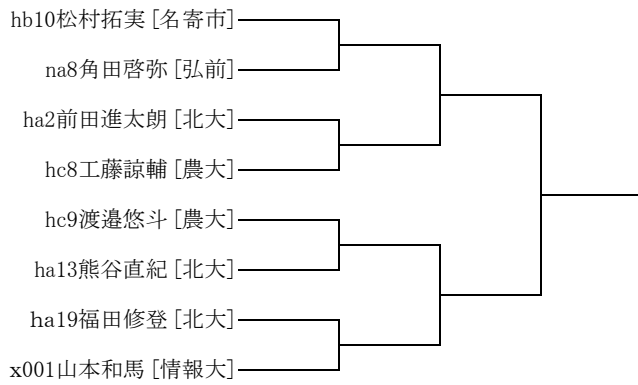 hb10松村拓実［名寄市］
na8角田啓弥［弘前］
ha2前田進太朗［北大］
hc8工藤諒輔［農大］
hc9渡邉悠斗［農大］
ha13熊谷直紀［北大］
ha19福田修登［北大］
x001山本和馬［情報大］